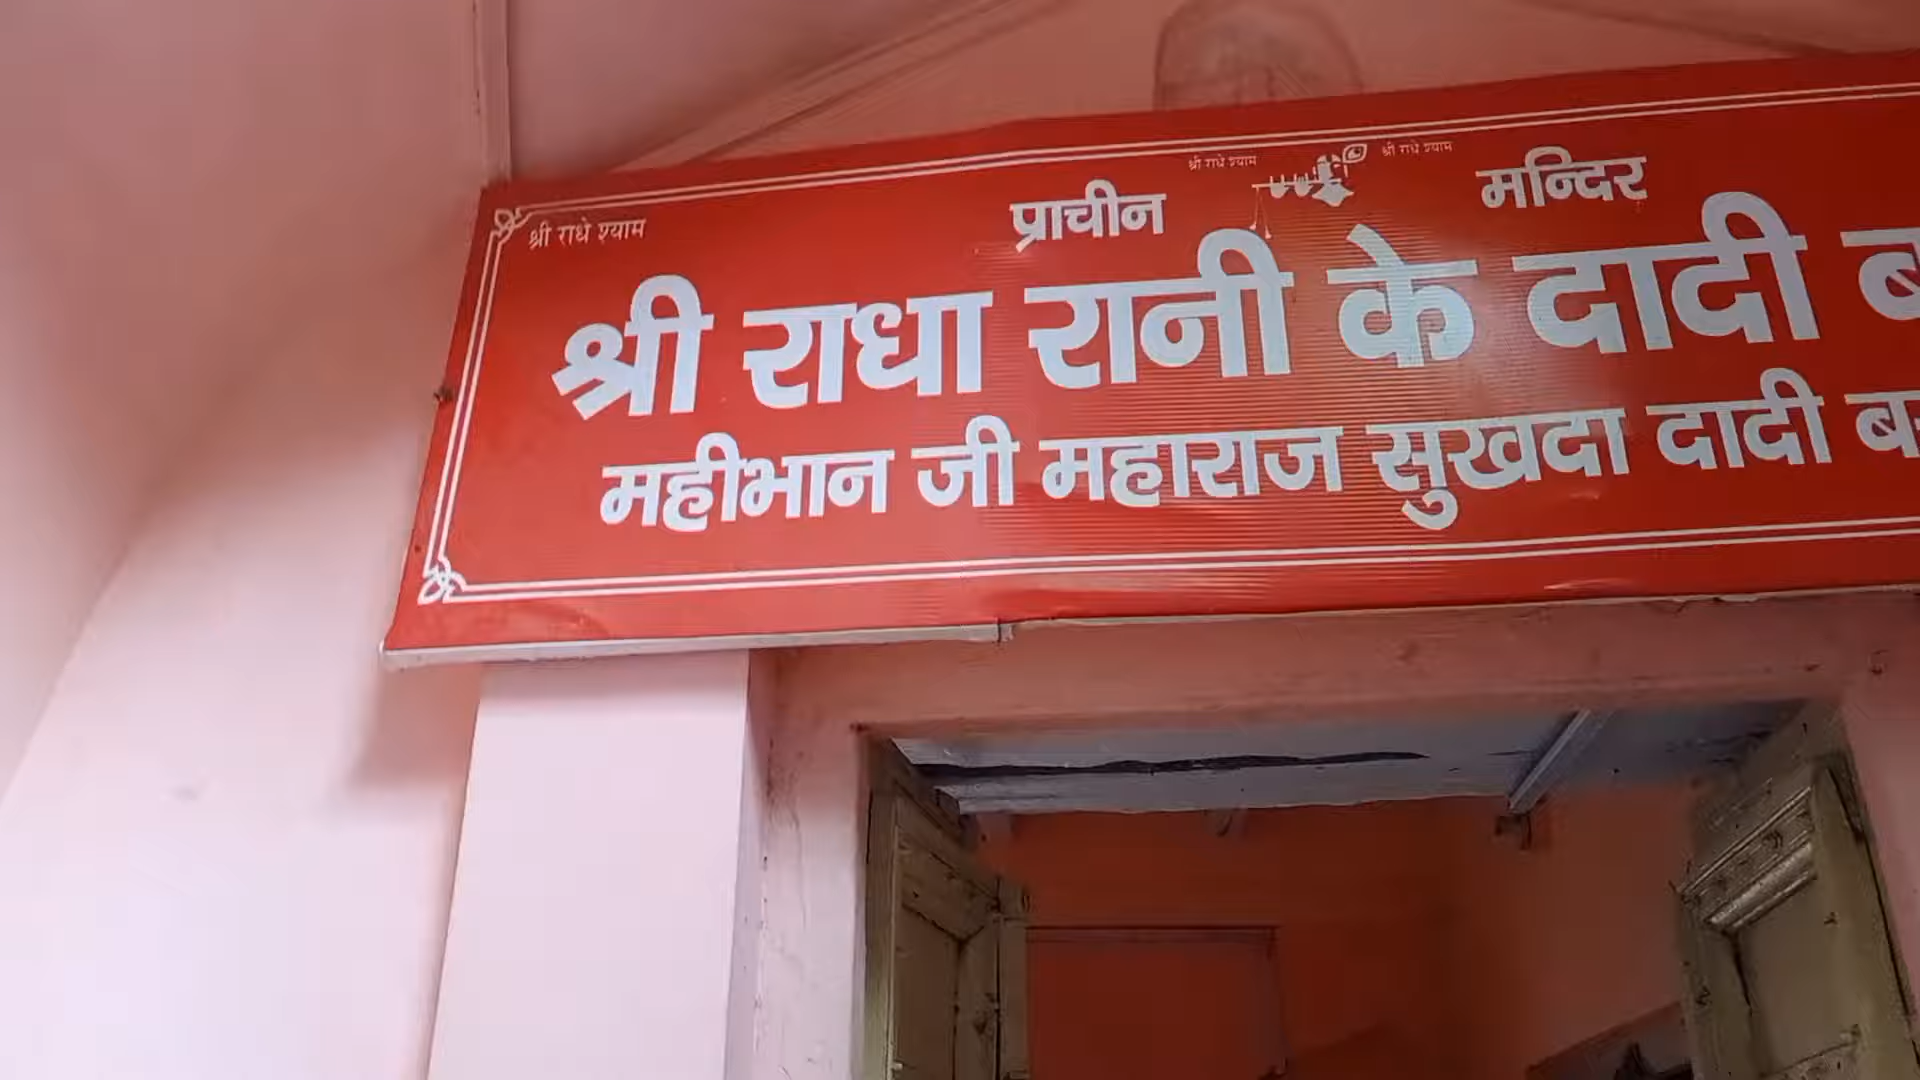 श्री राधे श्याम श्री राधे श्याम
श्री राधे श्याम
प्राचीन मन्दिर
श्री राधा रानी के दादी
महीभान जी महाराज सुखदा दादी